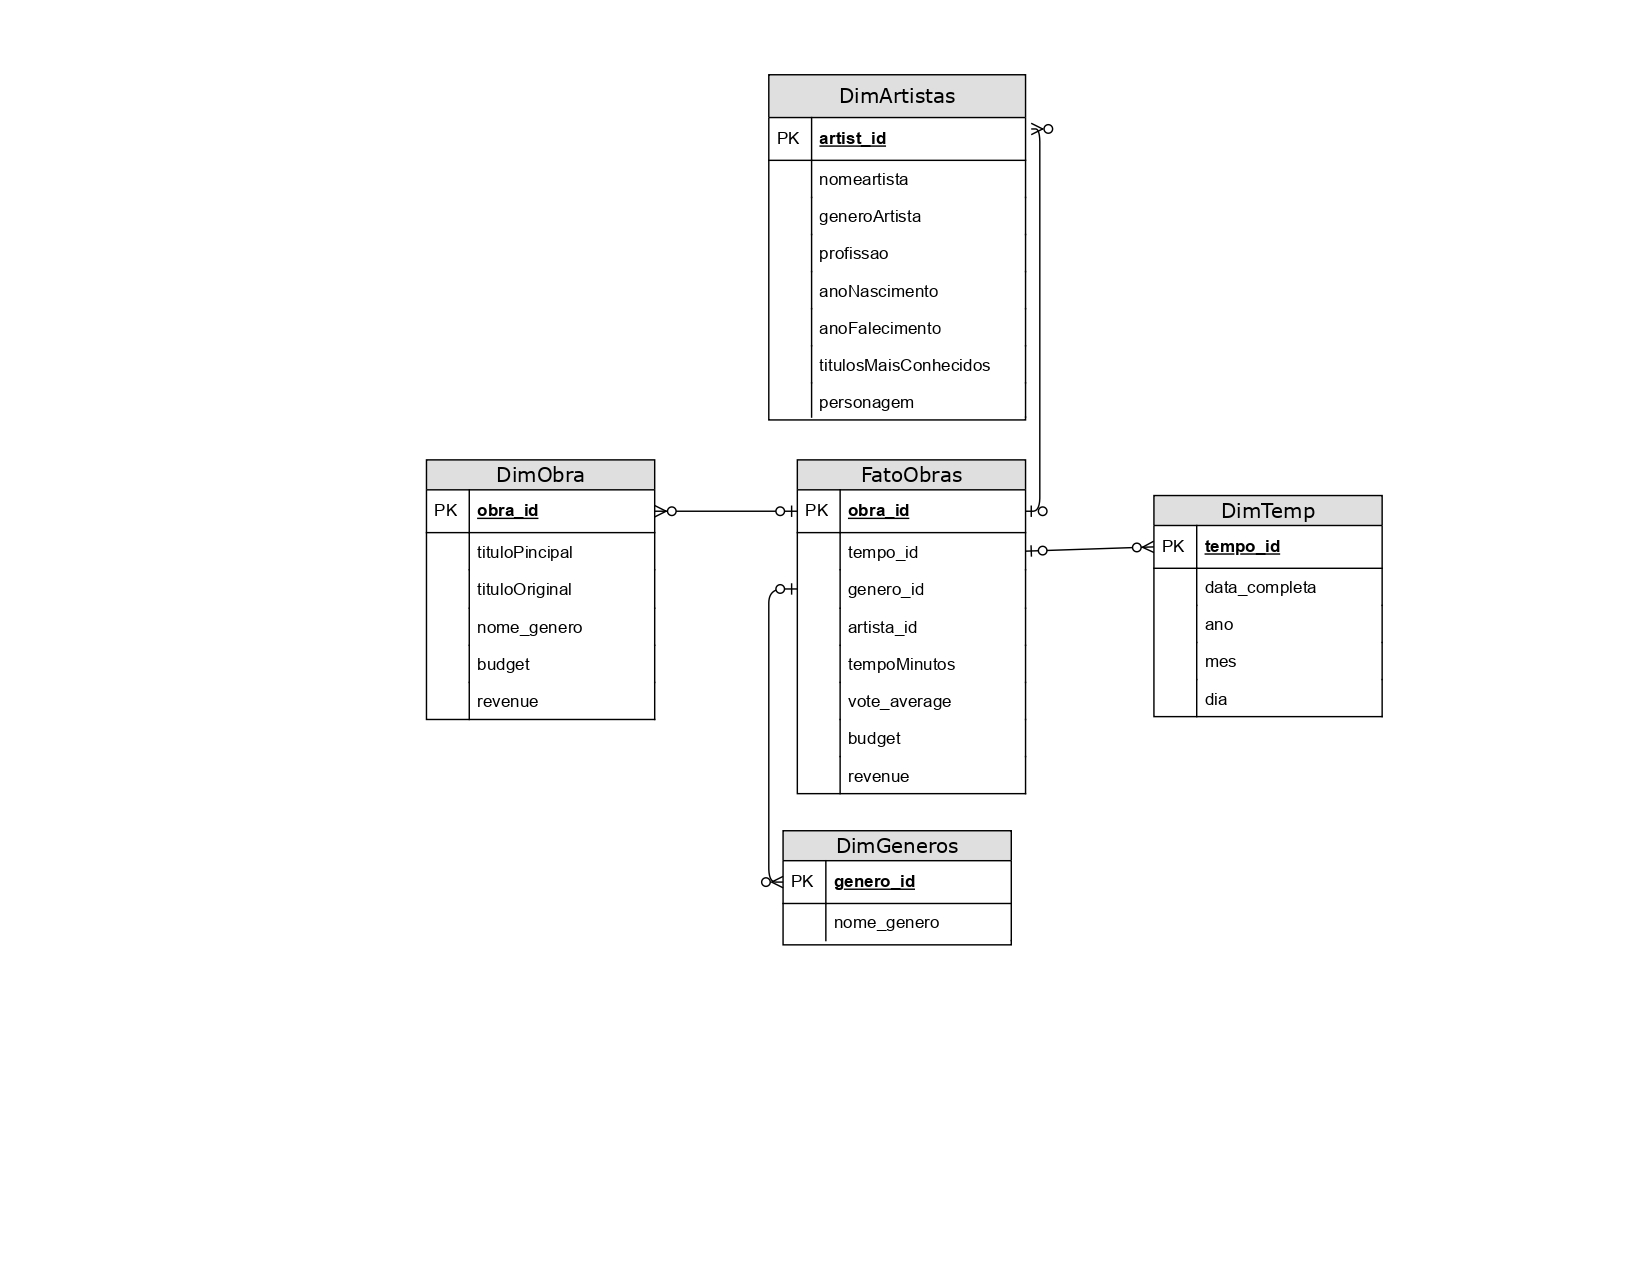 DimArtistas
PK artist_id
nomeartista
generoArtista
profissao
anoNascimento
anoFalecimento
titulosMaisConhecidos
personagem
DimObra
PK obra_id
tituloPincipal
tituloOriginal
nome_genero
budget
revenue
FatoObras
PK obra_id
tempo_id
genero_id
artista_id
tempoMinutos
vote_average
budget
revenue
DimTemp
PK tempo_id
data_completa
ano
mes
dia
DimGeneros
PK genero_id
nome_genero